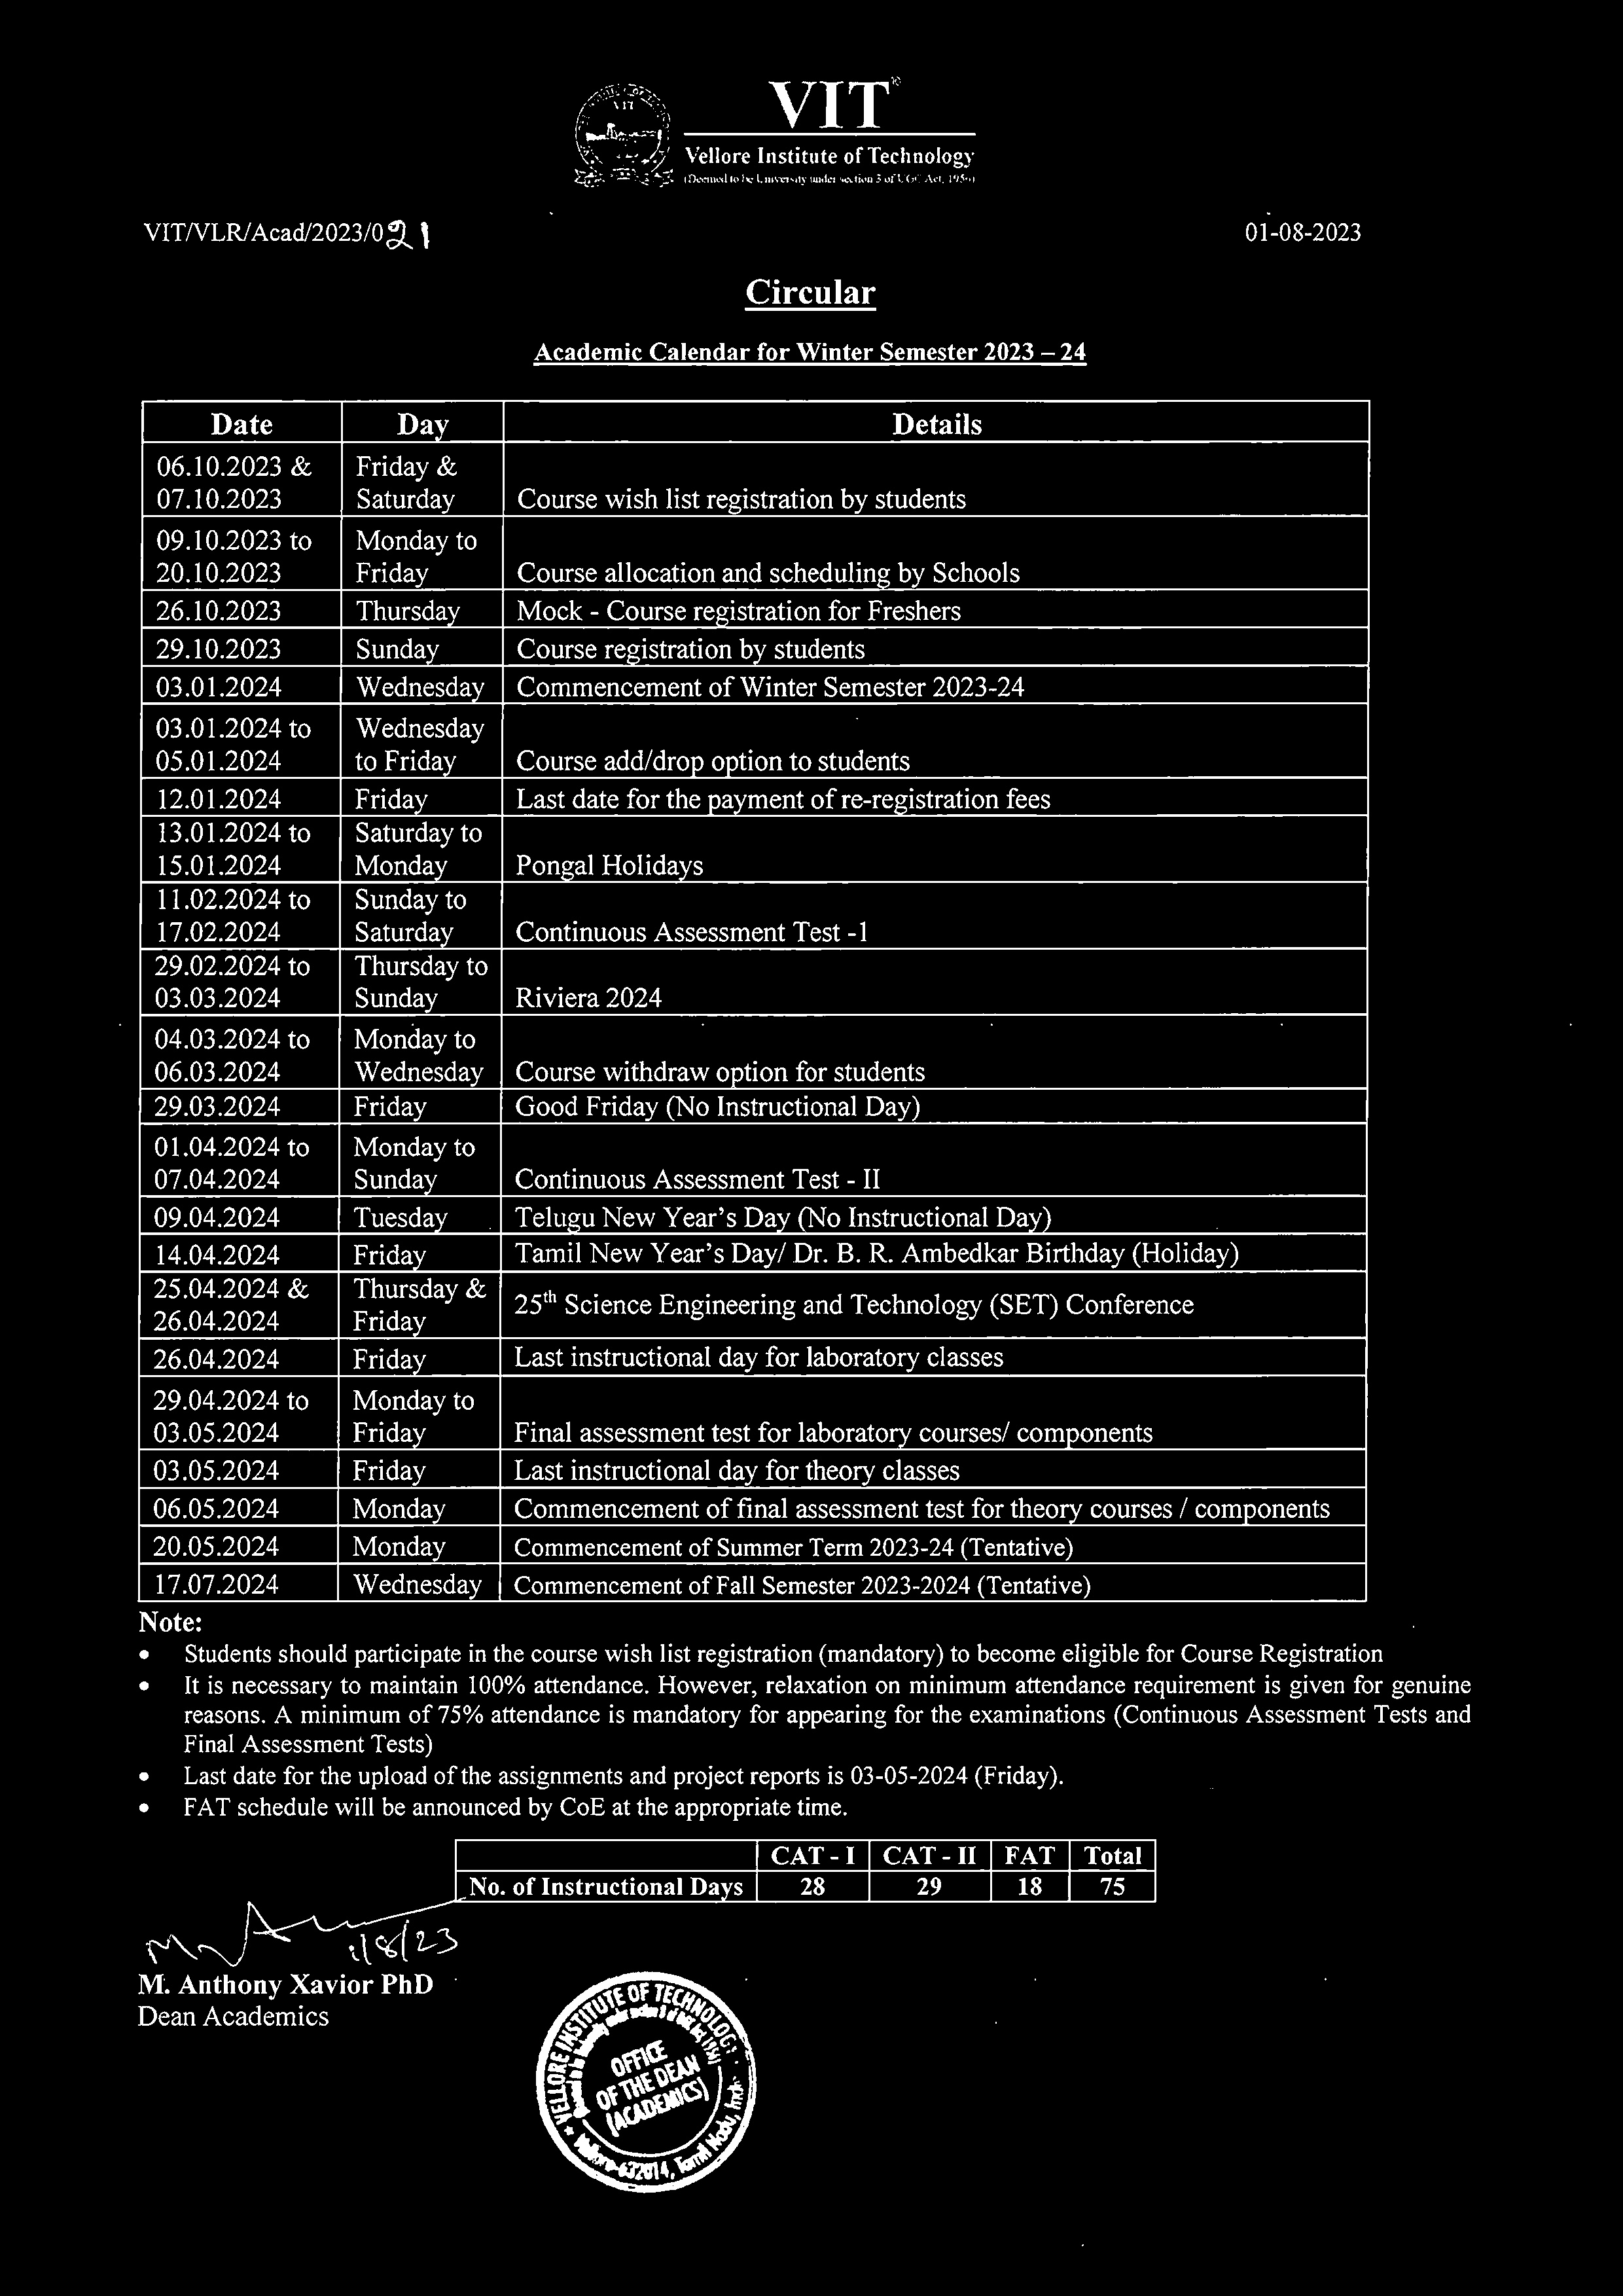 VIT
Vellore Institute of Technology
(Deemed to be University under section 3 of UGC Act, 1956)
VIT/VLR/Acad/2023/021
01-08-2023
Circular
Academic Calendar for Winter Semester 2023 – 24
Date Day Details
06.10.2023 & Friday &
07.10.2023 Saturday Course wish list registration by students
09.10.2023 to Monday to
20.10.2023 Friday Course allocation and scheduling by Schools
26.10.2023 Thursday Mock - Course registration for Freshers
29.10.2023 Sunday Course registration by students
03.01.2024 Wednesday Commencement of Winter Semester 2023-24
03.01.2024 to Wednesday
05.01.2024 to Friday Course add/drop option to students
12.01.2024 Friday Last date for the payment of re-registration fees
13.01.2024 to Saturday to
15.01.2024 Monday Pongal Holidays
11.02.2024 to Sunday to
17.02.2024 Saturday Continuous Assessment Test -1
29.02.2024 to Thursday to
03.03.2024 Sunday Riviera 2024
04.03.2024 to Monday to
06.03.2024 Wednesday Course withdraw option for students
29.03.2024 Friday Good Friday (No Instructional Day)
01.04.2024 to Monday to
07.04.2024 Sunday Continuous Assessment Test - II
09.04.2024 Tuesday Telugu New Year's Day (No Instructional Day)
14.04.2024 Friday Tamil New Year's Day/ Dr. B. R. Ambedkar Birthday (Holiday)
25.04.2024 & Thursday &
26.04.2024 Friday 25th Science Engineering and Technology (SET) Conference
26.04.2024 Friday Last instructional day for laboratory classes
29.04.2024 to Monday to
03.05.2024 Friday Final assessment test for laboratory courses/ components
03.05.2024 Friday Last instructional day for theory classes
06.05.2024 Monday Commencement of final assessment test for theory courses / components
20.05.2024 Monday Commencement of Summer Term 2023-24 (Tentative)
17.07.2024 Wednesday Commencement of Fall Semester 2023-2024 (Tentative)
Note:
• Students should participate in the course wish list registration (mandatory) to become eligible for Course Registration
• It is necessary to maintain 100% attendance. However, relaxation on minimum attendance requirement is given for genuine
reasons. A minimum of 75% attendance is mandatory for appearing for the examinations (Continuous Assessment Tests and
Final Assessment Tests)
• Last date for the upload of the assignments and project reports is 03-05-2024 (Friday).
• FAT schedule will be announced by CoE at the appropriate time.
CAT - I CAT - II FAT Total
No. of Instructional Days 28 29 18 75
1/8/23
M. Anthony Xavior PhD
Dean Academics
VELLORE INSTITUTE OF TECHNOLOGY
OFFICE
OF THE DEAN
(ACADEMICS)
Vellore-632014, Tamil Nadu, India